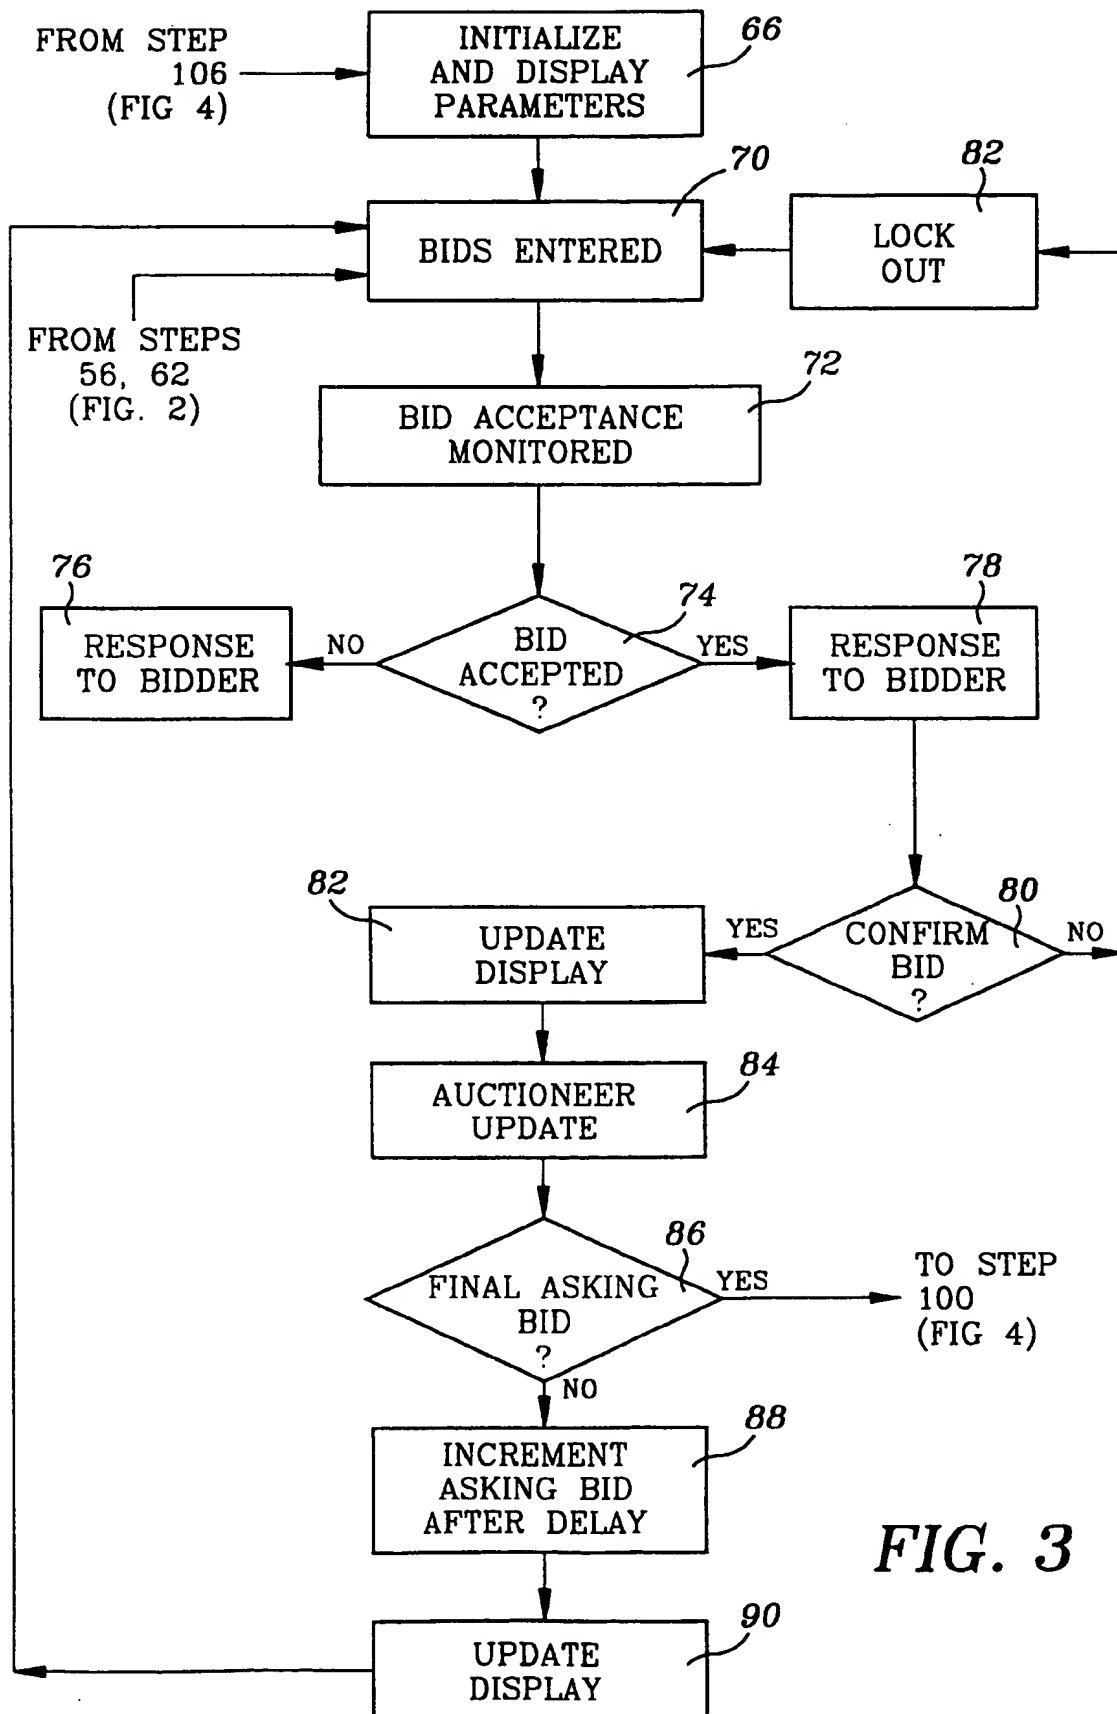 FROM STEP
106
(FIG 4)
INITIALIZE
AND DISPLAY
PARAMETERS
66
70
BIDS ENTERED
82
LOCK
OUT
FROM STEPS
56, 62
(FIG. 2)
72
BID ACCEPTANCE
MONITORED
76
RESPONSE
TO BIDDER
NO
74
BID
ACCEPTED
?
YES
78
RESPONSE
TO BIDDER
82
UPDATE
DISPLAY
YES
80
CONFIRM
BID
?
NO
84
AUCTIONEER
UPDATE
86
FINAL ASKING
BID
?
YES
TO STEP
100
(FIG 4)
NO
88
INCREMENT
ASKING BID
AFTER DELAY
FIG. 3
90
UPDATE
DISPLAY